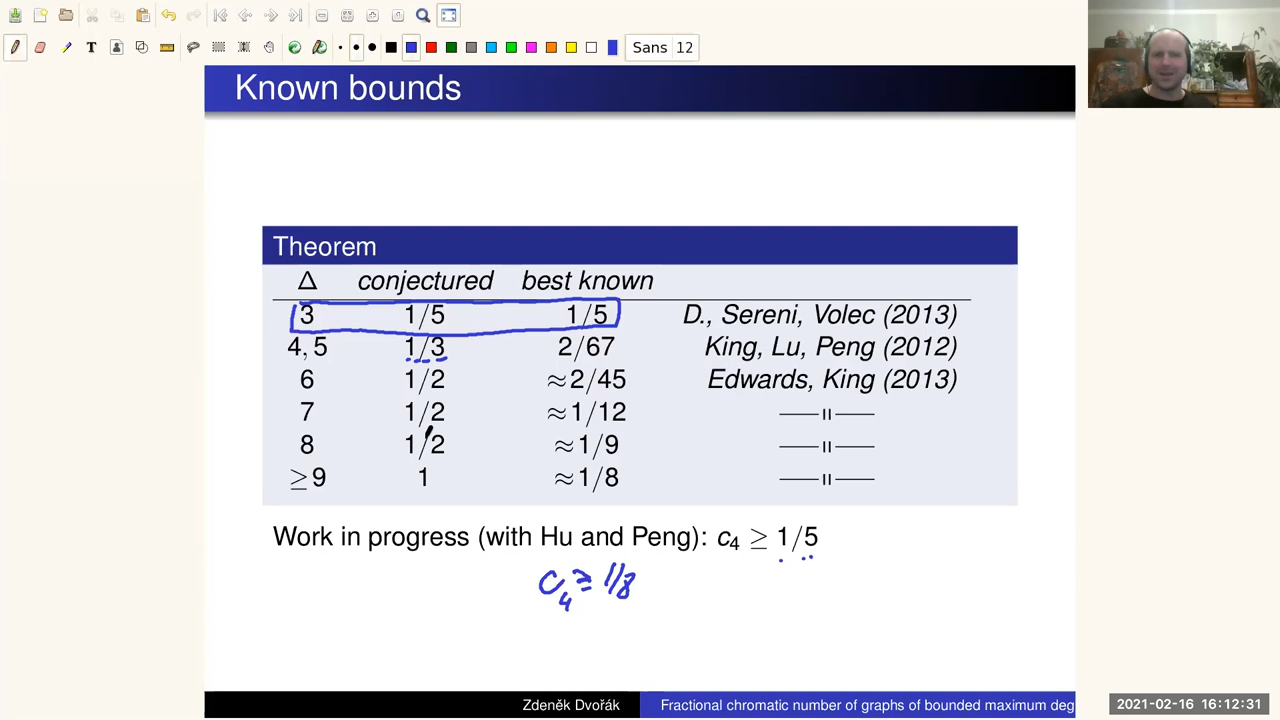 Sans 12
Known bounds
Theorem
Δ conjectured best known
3 1/5 1/5 D., Sereni, Volec (2013)
4, 5 1/3 2/67 King, Lu, Peng (2012)
6 1/2 ≈ 2/45 Edwards, King (2013)
7 1/2 ≈ 1/12 —〃—
8 1/2 ≈ 1/9 —〃—
≥ 9 1 ≈ 1/8 —〃—
Work in progress (with Hu and Peng): c₄ ≥ 1/5
c₄ ≥ 1/8
Zdeněk Dvořák Fractional chromatic number of graphs of bounded maximum deg
2021-02-16 16:12:31